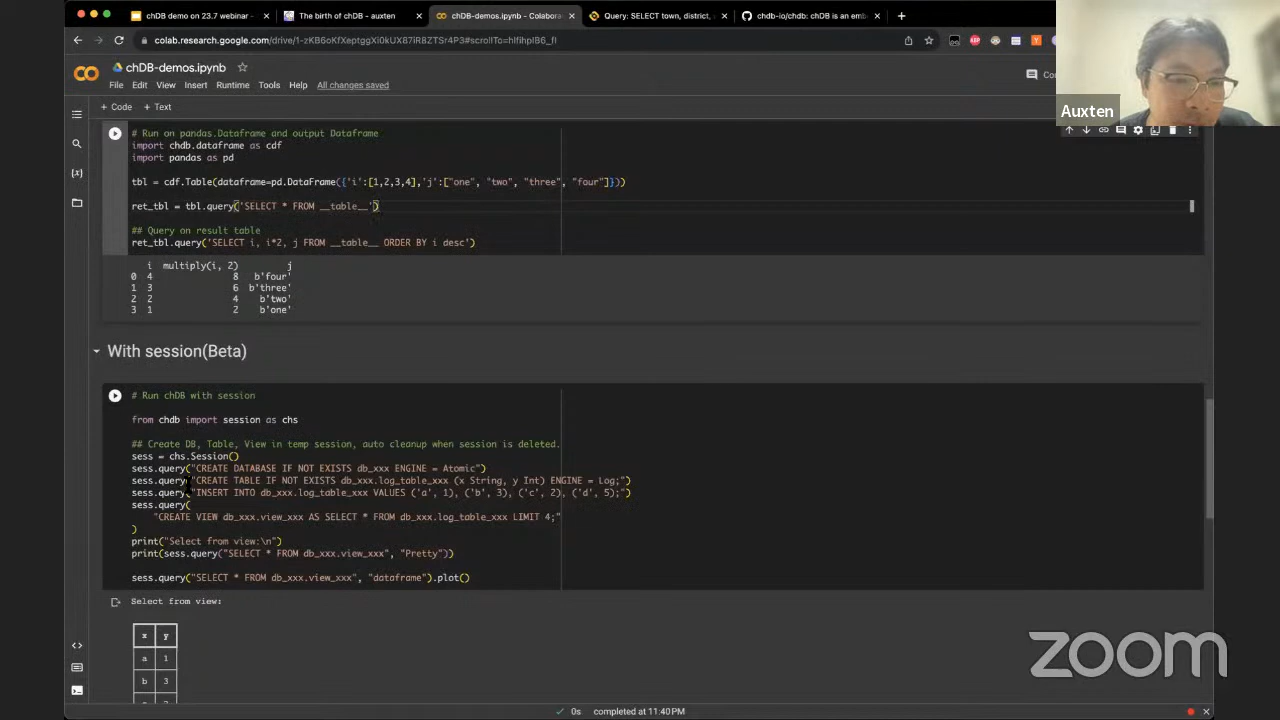 chDB demo on 23.7 webinar -
The birth of chDB - auxten
chDB-demos.ipynb - Colabora
Query: SELECT town, district,
chdb-io/chdb: chDB is an emb
colab.research.google.com/drive/1-zKB6oKfXeptggXi0kUX67iR8ZTSr4P3#scrollTo=hIfihplB6_fI
chDB-demos.ipynb
File Edit View Insert Runtime Tools Help All changes saved
Auxten
+ Code + Text
# Run on pandas.Dataframe and output Dataframe
import chdb.dataframe as cdf
import pandas as pd
tbl = cdf.Table(dataframe=pd.DataFrame({'i':[1,2,3,4],'j':["one", "two", "three", "four"]}))
ret_tbl = tbl.query('SELECT * FROM __table__')
## Query on result table
ret_tbl.query('SELECT i, i*2, j FROM __table__ ORDER BY i desc')
i multiply(i, 2) j
0 4 8 b'four'
1 3 6 b'three'
2 2 4 b'two'
3 1 2 b'one'
With session(Beta)
# Run chDB with session
from chdb import session as chs
## Create DB, Table, View in temp session, auto cleanup when session is deleted.
sess = chs.Session()
sess.query("CREATE DATABASE IF NOT EXISTS db_xxx ENGINE = Atomic")
sess.query("CREATE TABLE IF NOT EXISTS db_xxx.log_table_xxx (x String, y Int) ENGINE = Log;")
sess.query("INSERT INTO db_xxx.log_table_xxx VALUES ('a', 1), ('b', 3), ('c', 2), ('d', 5);")
sess.query(
"CREATE VIEW db_xxx.view_xxx AS SELECT * FROM db_xxx.log_table_xxx LIMIT 4;"
)
print("Select from view:\n")
print(sess.query("SELECT * FROM db_xxx.view_xxx", "Pretty"))
sess.query("SELECT * FROM db_xxx.view_xxx", "dataframe").plot()
Select from view:
x y
a 1
b 3
zoom
0s completed at 11:40PM